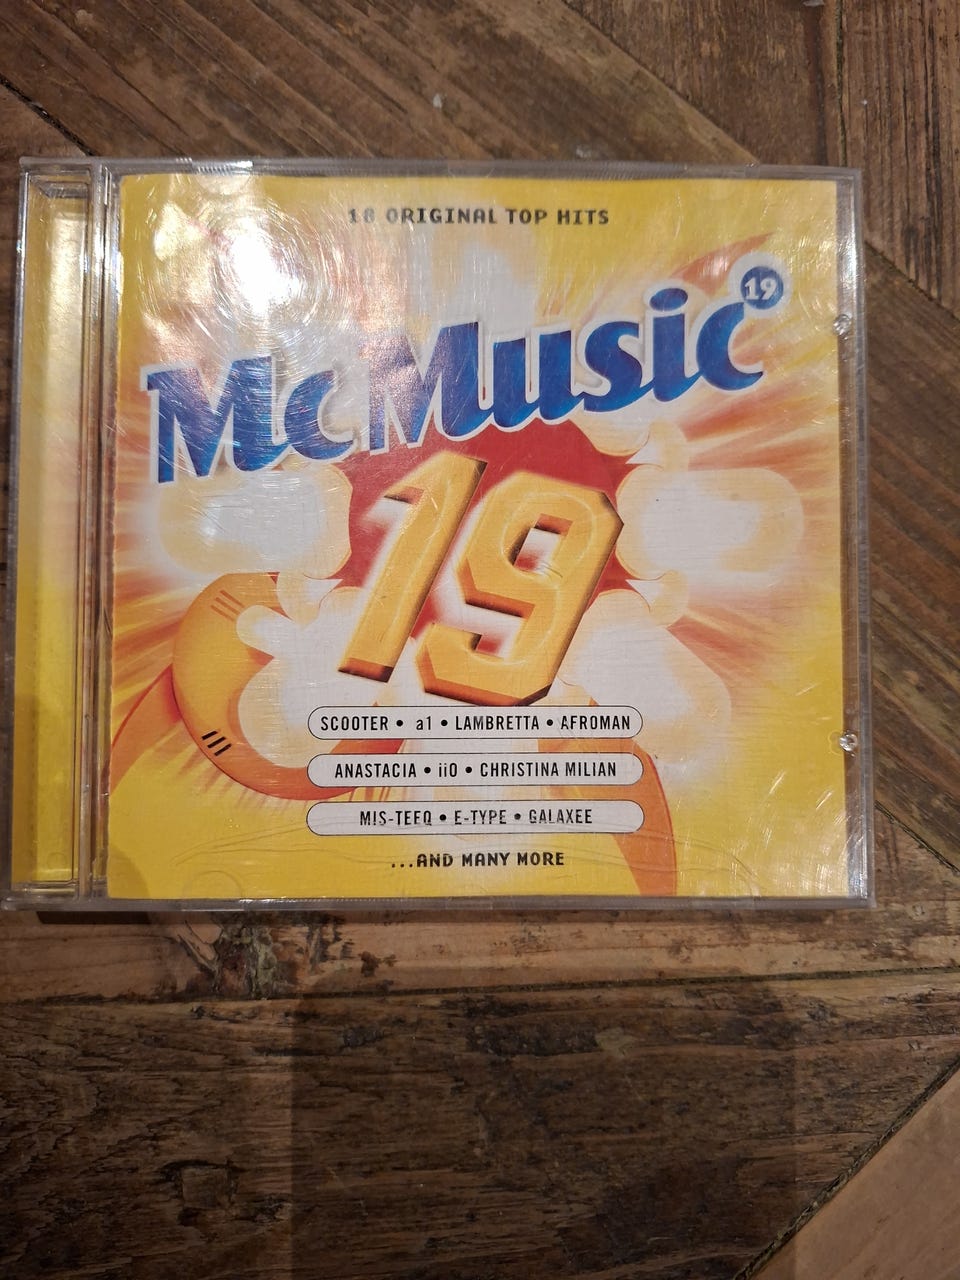 18 ORIGINAL TOP HITS
McMusic 19
19
SCOOTER • a1 • LAMBRETTA • AFROMAN
ANASTACIA • iiO • CHRISTINA MILIAN
MIS-TEEQ • E-TYPE • GALAXEE
...AND MANY MORE